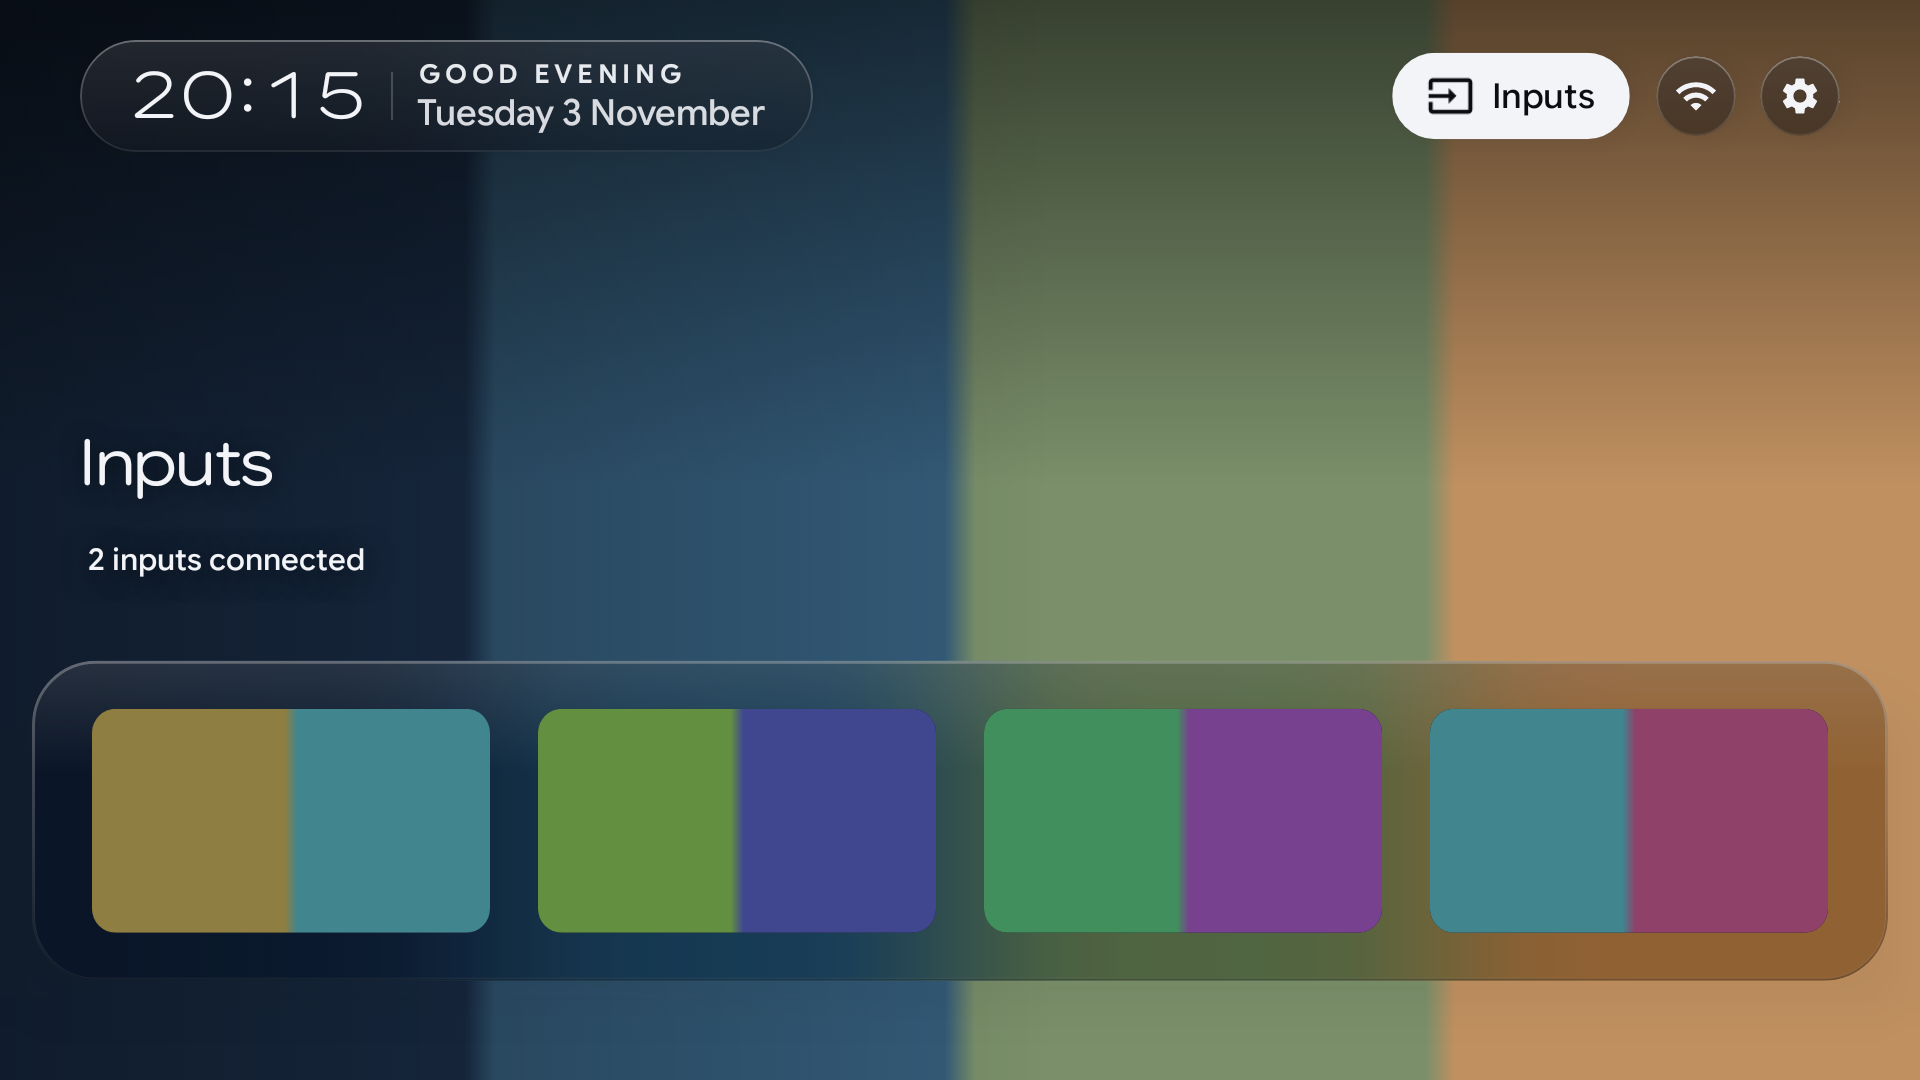 20:15
GOOD EVENING
Tuesday 3 November
Inputs
Inputs
2 inputs connected